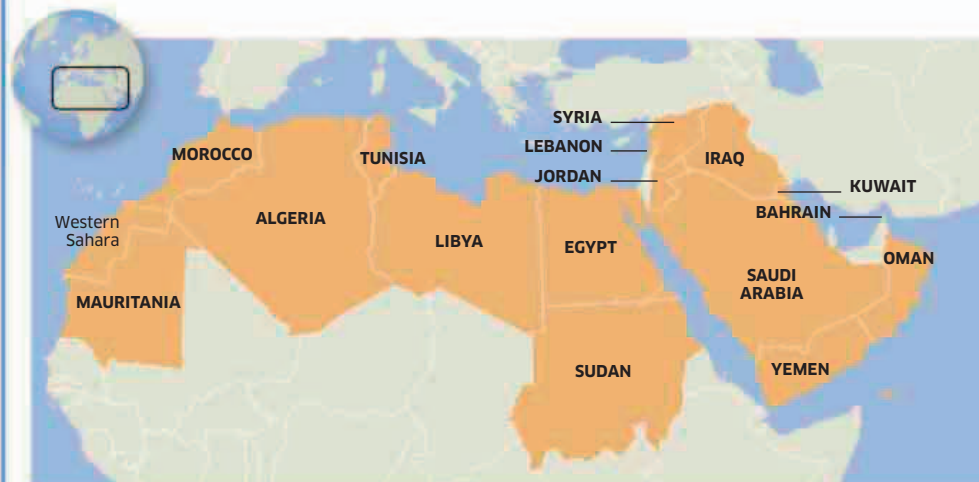 SYRIA
LEBANON
JORDAN
IRAQ
KUWAIT
BAHRAIN
OMAN
SAUDI
ARABIA
YEMEN
MOROCCO
TUNISIA
ALGERIA
LIBYA
EGYPT
Western
Sahara
MAURITANIA
SUDAN